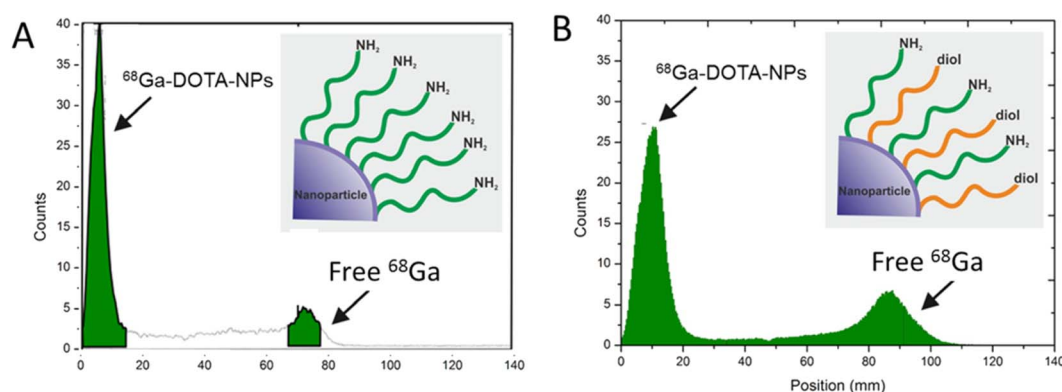 A
40
35
30
25
20
15
10
5
0
Counts
0 20 40 60 80 100 120 140
⁶⁸Ga-DOTA-NPs
Free ⁶⁸Ga
NH₂
NH₂
NH₂
NH₂
NH₂
NH₂
Nanoparticle
B
40
35
30
25
20
15
10
5
0
Counts
0 20 40 60 80 100 120 140
Position (mm)
⁶⁸Ga-DOTA-NPs
Free ⁶⁸Ga
NH₂
diol
NH₂
diol
NH₂
diol
Nanoparticle